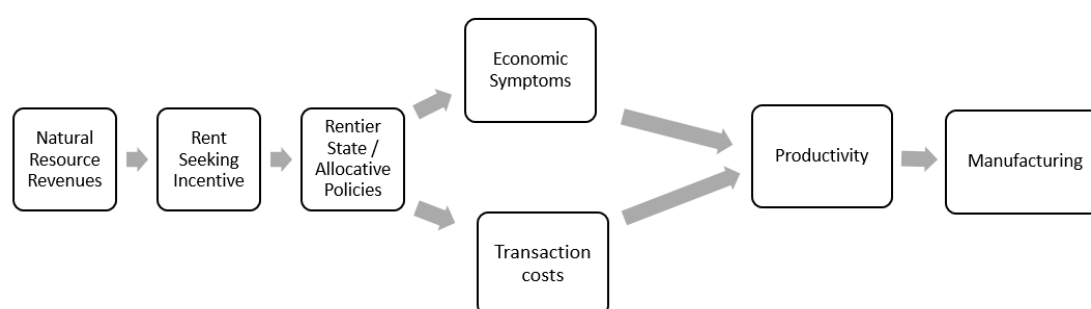 Natural
Resource
Revenues
Rent
Seeking
Incentive
Rentier
State /
Allocative
Policies
Economic
Symptoms
Transaction
costs
Productivity
Manufacturing